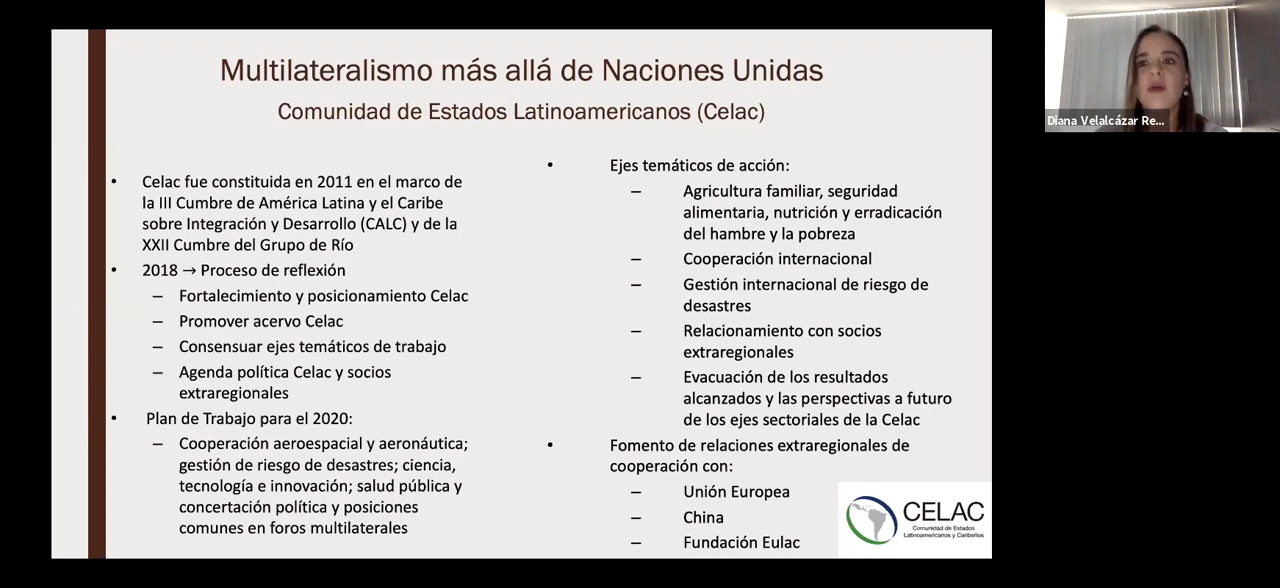 Multilateralismo más allá de Naciones Unidas
Comunidad de Estados Latinoamericanos (Celac)
• Celac fue constituida en 2011 en el marco de
la III Cumbre de América Latina y el Caribe
sobre Integración y Desarrollo (CALC) y de la
XXII Cumbre del Grupo de Río
• 2018 → Proceso de reflexión
– Fortalecimiento y posicionamiento Celac
– Promover acervo Celac
– Consensuar ejes temáticos de trabajo
– Agenda política Celac y socios
extraregionales
• Plan de Trabajo para el 2020:
– Cooperación aeroespacial y aeronáutica;
gestión de riesgo de desastres; ciencia,
tecnología e innovación; salud pública y
concertación política y posiciones
comunes en foros multilaterales
• Ejes temáticos de acción:
– Agricultura familiar, seguridad
alimentaria, nutrición y erradicación
del hambre y la pobreza
– Cooperación internacional
– Gestión internacional de riesgo de
desastres
– Relacionamiento con socios
extraregionales
– Evacuación de los resultados
alcanzados y las perspectivas a futuro
de los ejes sectoriales de la Celac
• Fomento de relaciones extraregionales de
cooperación con:
– Unión Europea
– China
– Fundación Eulac
CELAC
Comunidad de Estados
Latinoamericanos y Caribeños
Diana Velalcázar Re...